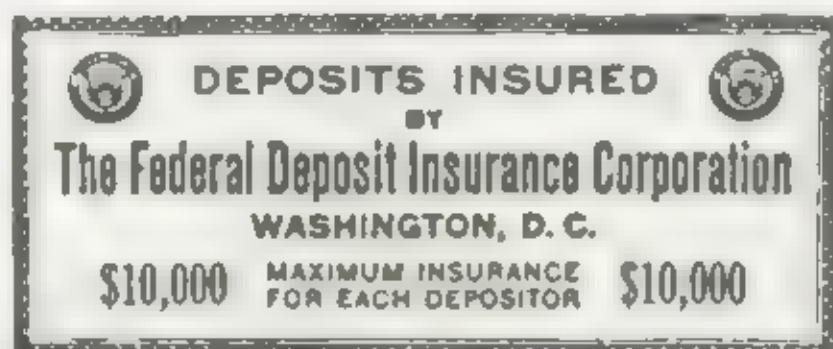 DEPOSITS INSURED
BY
The Federal Deposit Insurance Corporation
WASHINGTON, D. C.
$10,000 MAXIMUM INSURANCE FOR EACH DEPOSITOR $10,000